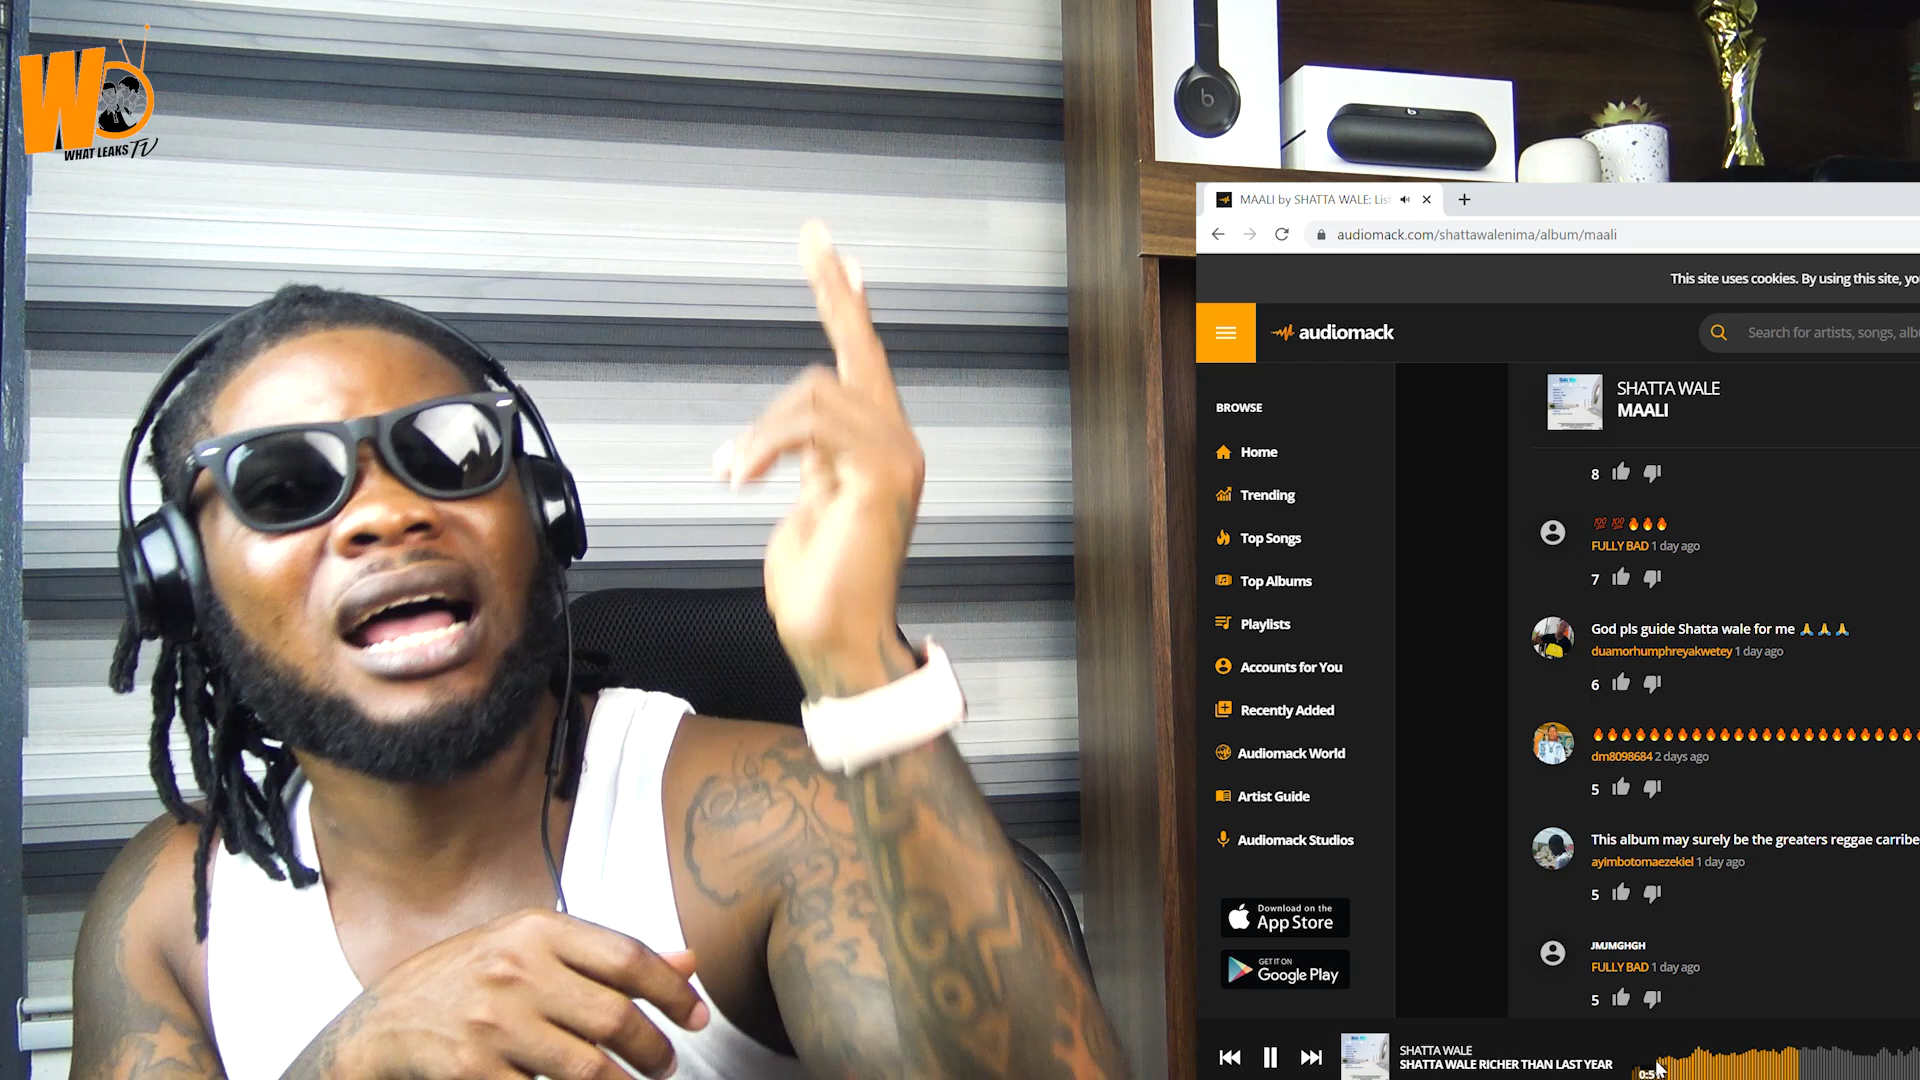 WHAT LEAKS TV
MAALI by SHATTA WALE: Lis
audiomack.com/shattawalenima/album/maali
This site uses cookies. By using this site, yo
audiomack
Search for artists, songs, albu
BROWSE
Home
Trending
Top Songs
Top Albums
Playlists
Accounts for You
Recently Added
Audiomack World
Artist Guide
Audiomack Studios
Download on the
App Store
GET IT ON
Google Play
SHATTA WALE
MAALI
8
💯 💯🔥🔥🔥
FULLY BAD 1 day ago
7
God pls guide Shatta wale for me 🙏🙏🙏
duamorhumphreyakwetey 1 day ago
6
dm8098684 2 days ago
5
This album may surely be the greaters reggae carribe
ayimbotomaezekiel 1 day ago
5
JMJMGHGH
FULLY BAD 1 day ago
5
SHATTA WALE
SHATTA WALE RICHER THAN LAST YEAR